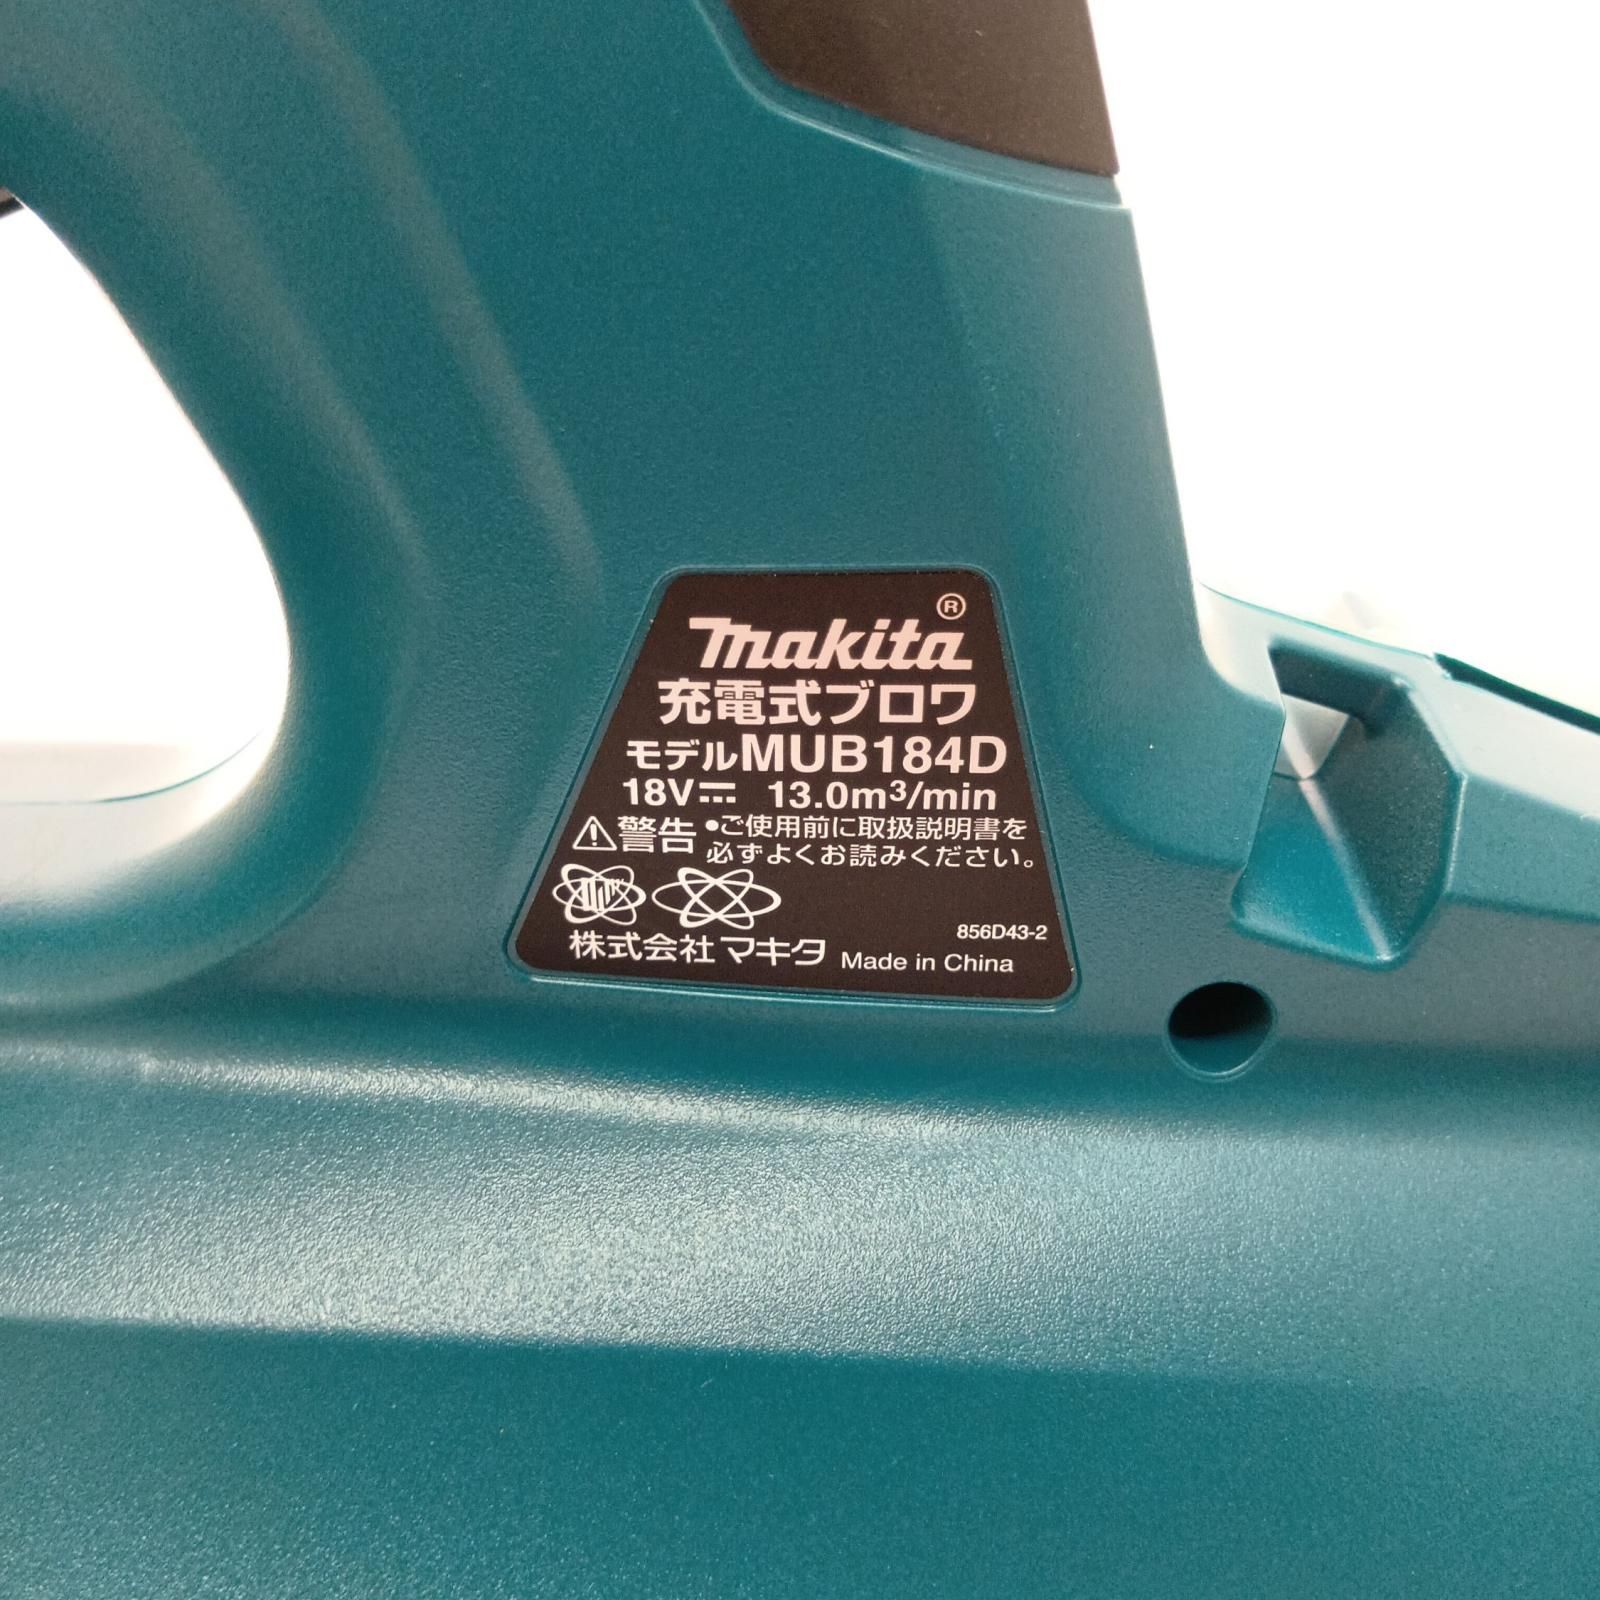 makita®
充電式ブロワ
モデルMUB184D
18V⎓ 13.0m³/min
⚠警告 •ご使用前に取扱説明書を
必ずよくお読みください。
株式会社マキタ Made in China
856D43-2